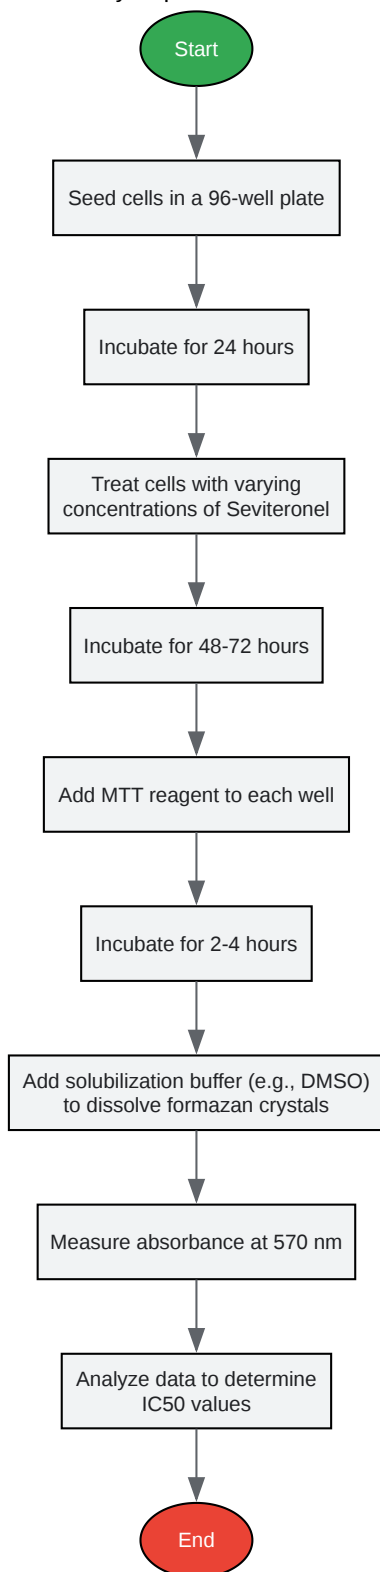 Start
Seed cells in a 96-well plate
Incubate for 24 hours
Treat cells with varying
concentrations of Seviteronel
Incubate for 48-72 hours
Add MTT reagent to each well
Incubate for 2-4 hours
Add solubilization buffer (e.g., DMSO)
to dissolve formazan crystals
Measure absorbance at 570 nm
Analyze data to determine
IC50 values
End